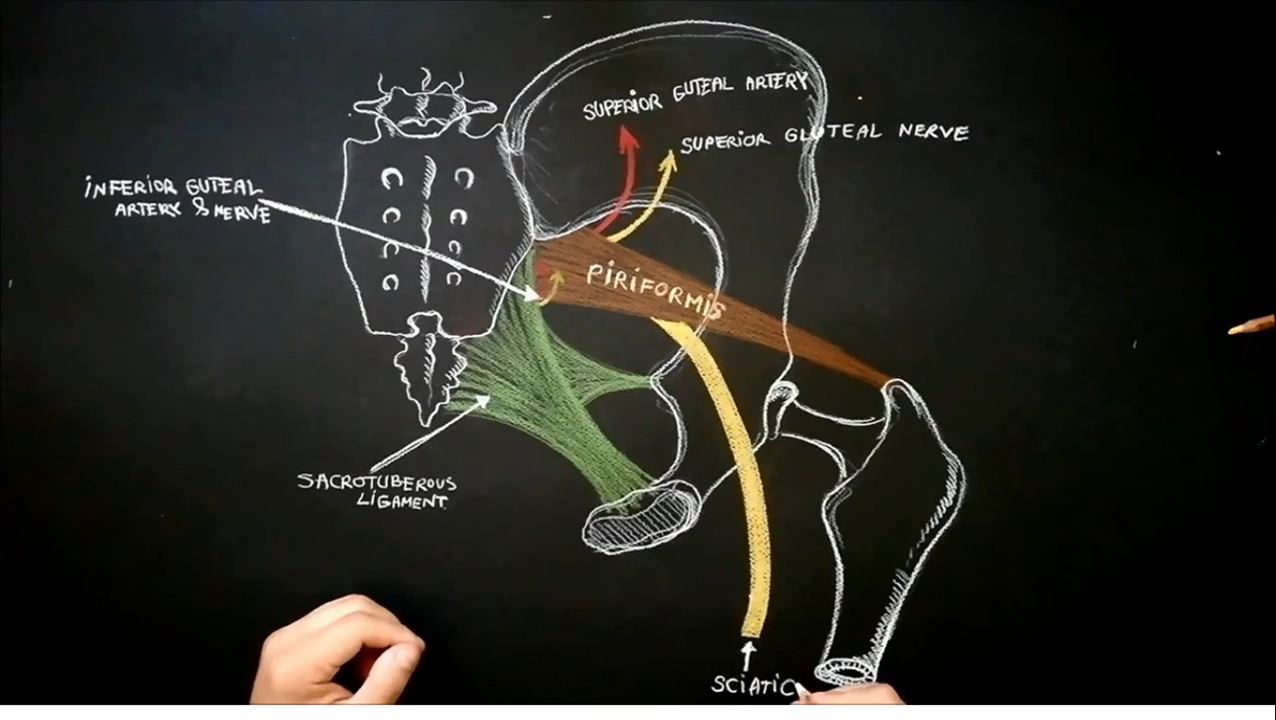 SUPERIOR GUTEAL ARTERY
SUPERIOR GLUTEAL NERVE
INFERIOR GUTEAL
ARTERY & NERVE
PIRIFORMIS
SACROTUBEROUS
LIGAMENT
SCIATIC